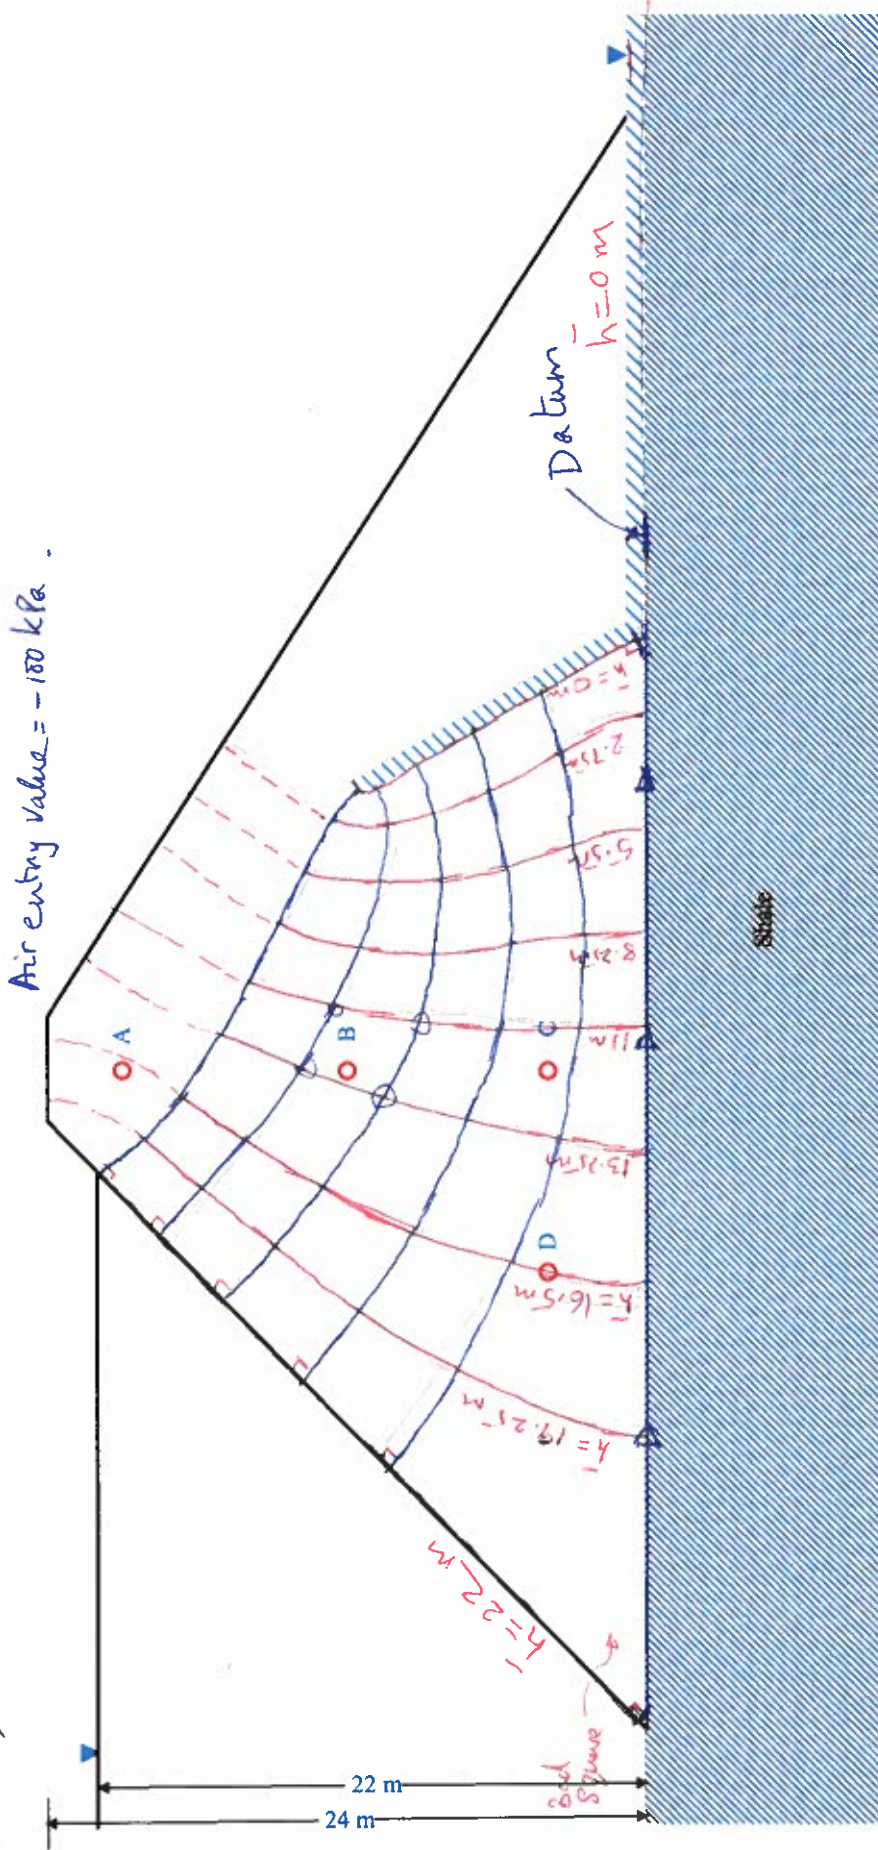 Air entry value = -100 kPa.
A
B
C
D
22 m
24 m
Datum
h̄=0 m
h̄=22 m
h̄=19.25 m
h̄=16.5 m
13.75 m
11 m
8.25 m
5.5 m
2.75 m
h̄=0 m
Bad
square
Shale